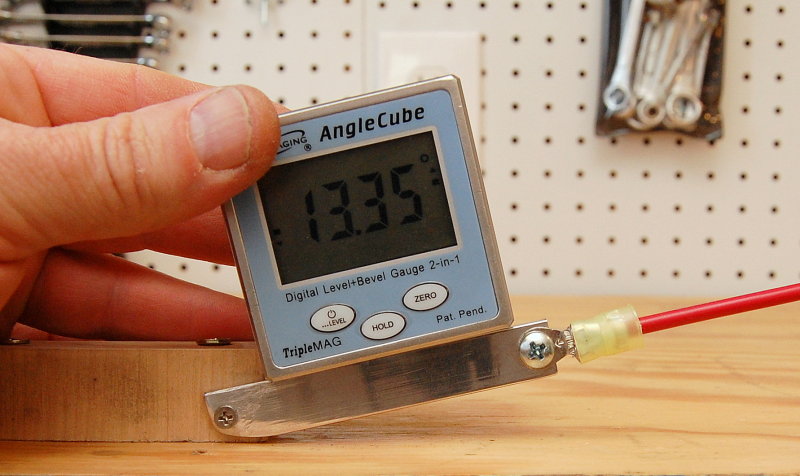 AngleCube
®
13.35°
Digital Level+Bevel Gauge 2-in-1
...LEVEL
HOLD
ZERO
TripleMAG
Pat. Pend.